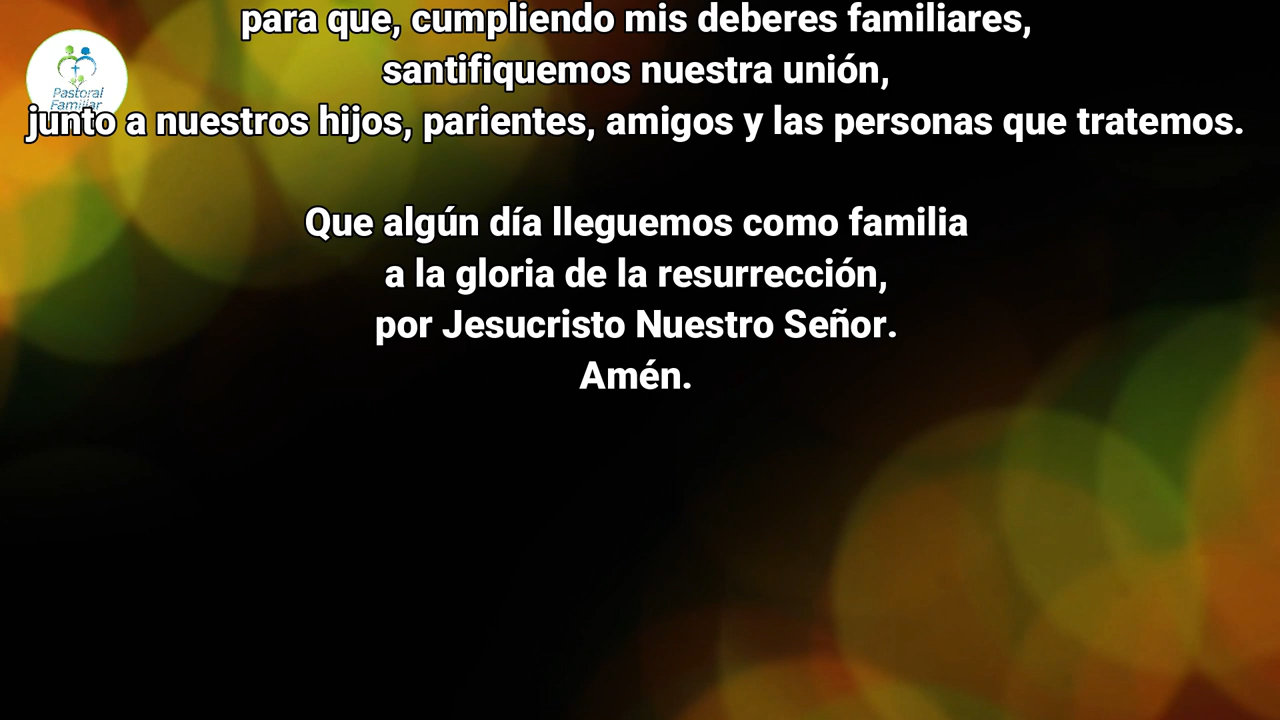 para que, cumpliendo mis deberes familiares,
santifiquemos nuestra unión,
Pastoral
Familiar
junto a nuestros hijos, parientes, amigos y las personas que tratemos.
Que algún día lleguemos como familia
a la gloria de la resurrección,
por Jesucristo Nuestro Señor.
Amén.